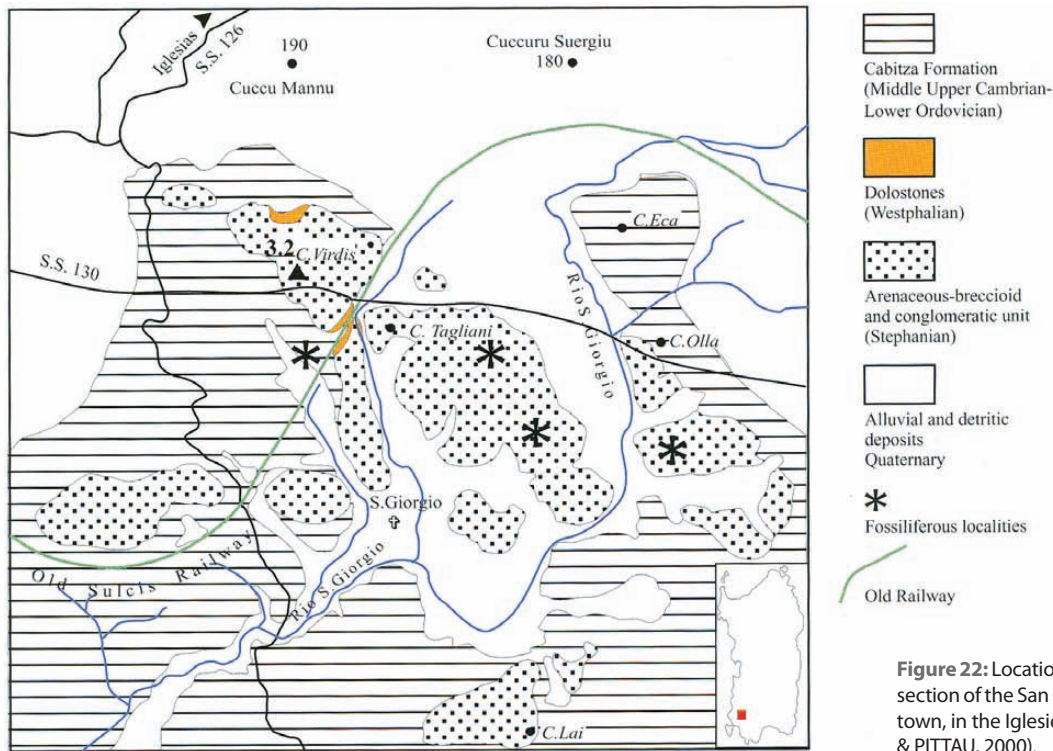 Iglesias
S.S. 126
190
Cuccu Mannu
Cuccuru Suergiu
180
C.Eca
3.2
C.Virdis
S.S. 130
Rio S. Giorgio
C. Tagliani
C.Olla
S.Giorgio
Old Sulcis Railway
Rio S. Giorgio
C.Lai
Cabitza Formation
(Middle Upper Cambrian-
Lower Ordovician)
Dolostones
(Westphalian)
Arenaceous-breccioid
and conglomeratic unit
(Stephanian)
Alluvial and detritic
deposits
Quaternary
Fossiliferous localities
Old Railway
Figure 22: Locatio
section of the San
town, in the Iglesie
& PITTAU, 2000).